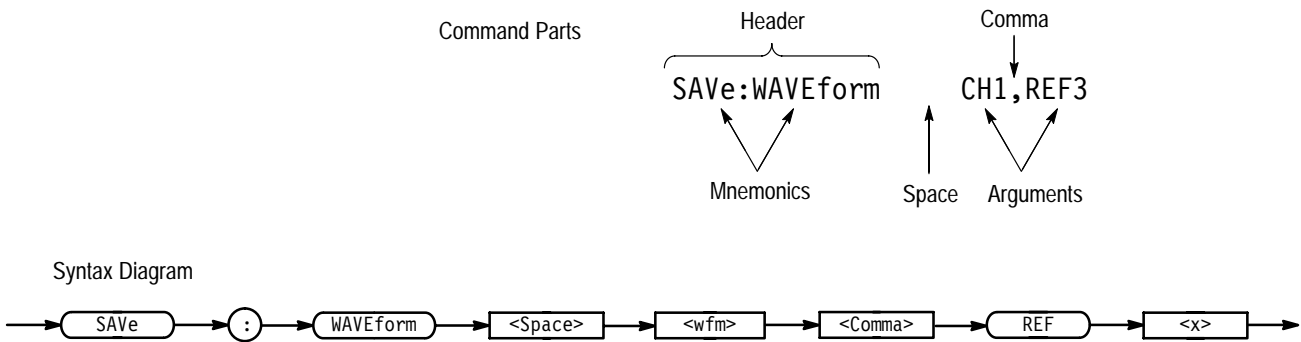 Command Parts
Header
Comma
SAVe:WAVEform CH1,REF3
Mnemonics
Space
Arguments
Syntax Diagram
SAVe : WAVEform <Space> <wfm> <Comma> REF <x>